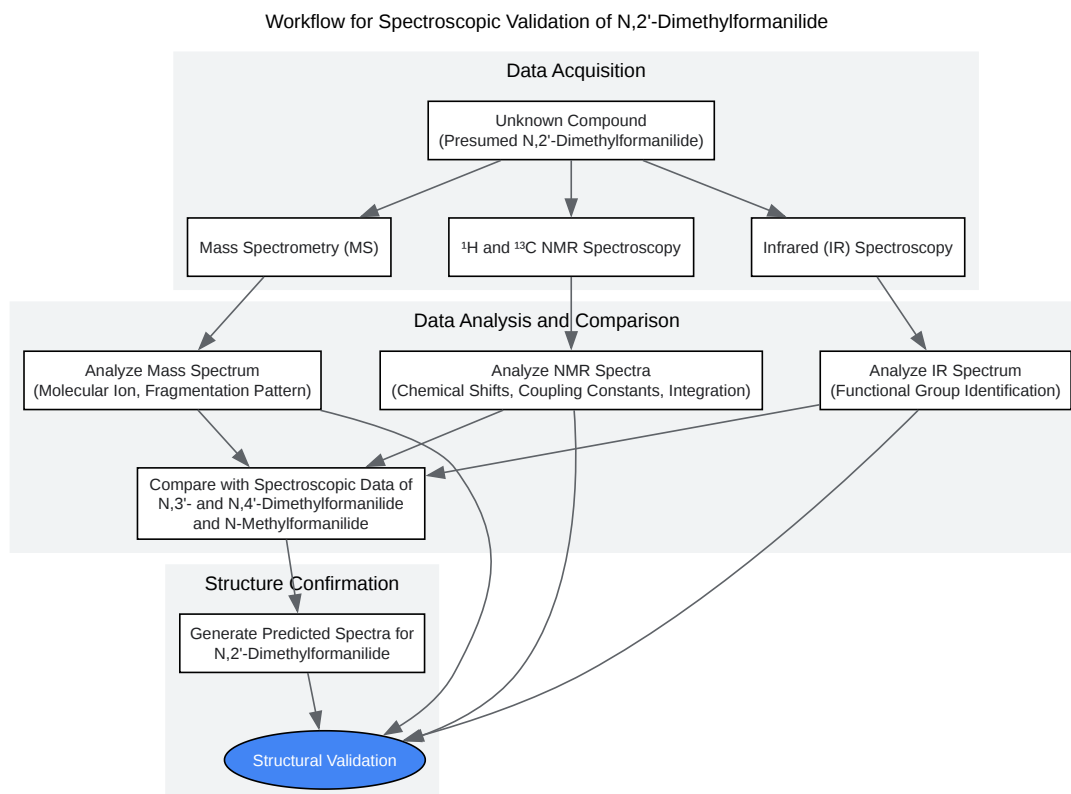 Workflow for Spectroscopic Validation of N,2'-Dimethylformanilide
Data Acquisition
Unknown Compound
(Presumed N,2'-Dimethylformanilide)
Mass Spectrometry (MS)
¹H and ¹³C NMR Spectroscopy
Infrared (IR) Spectroscopy
Data Analysis and Comparison
Analyze Mass Spectrum
(Molecular Ion, Fragmentation Pattern)
Analyze NMR Spectra
(Chemical Shifts, Coupling Constants, Integration)
Analyze IR Spectrum
(Functional Group Identification)
Compare with Spectroscopic Data of
N,3'- and N,4'-Dimethylformanilide
and N-Methylformanilide
Structure Confirmation
Generate Predicted Spectra for
N,2'-Dimethylformanilide
Structural Validation